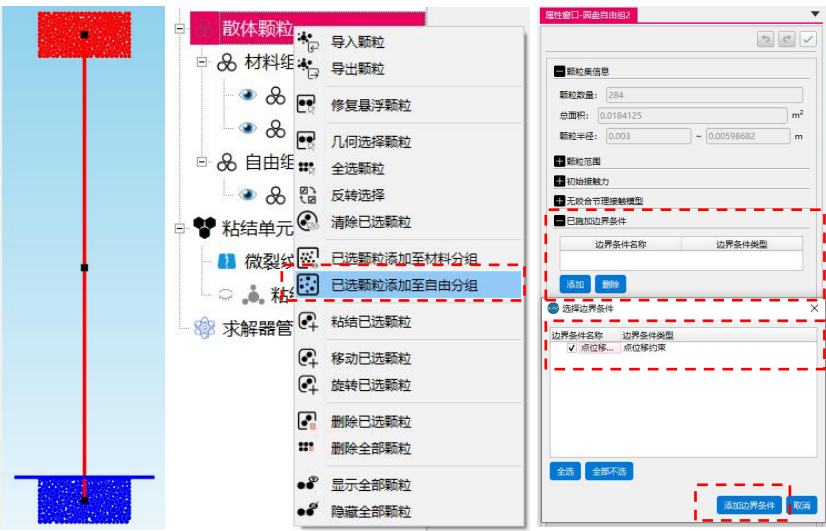 散体颗粒
材料组
自由组
粘结单元
微裂纹
粘结
求解器管
导入颗粒
导出颗粒
修复悬浮颗粒
几何选择颗粒
全选颗粒
反转选择
清除已选颗粒
已选颗粒添加至材料分组
已选颗粒添加至自由分组
粘结已选颗粒
移动已选颗粒
旋转已选颗粒
删除已选颗粒
删除全部颗粒
显示全部颗粒
隐藏全部颗粒
属性窗口-圆盘自由组2
颗粒集信息
颗粒数量: 284
总面积: 0.0184125 m²
颗粒半径: 0.003 ~ 0.00598682 m
颗粒范围
初始接触力
无咬合节理接触模型
已施加边界条件
边界条件名称 边界条件类型
添加 删除
选择边界条件
边界条件名称 边界条件类型
点位移... 点位移约束
全选 全部不选
添加边界条件 取消